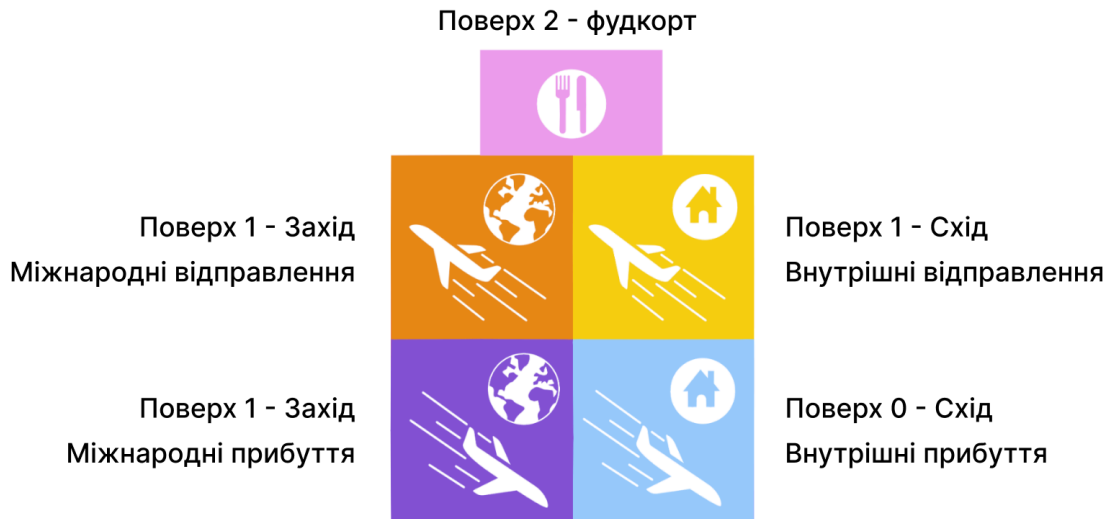 Поверх 2 - фудкорт
Поверх 1 - Захід
Міжнародні відправлення
Поверх 1 - Схід
Внутрішні відправлення
Поверх 1 - Захід
Міжнародні прибуття
Поверх 0 - Схід
Внутрішні прибуття